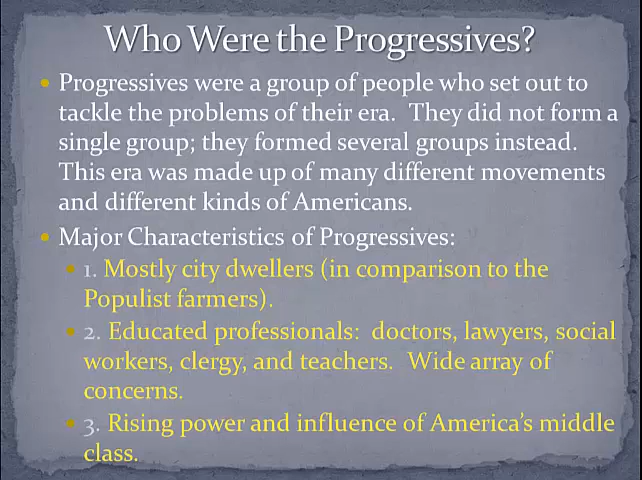 Who Were the Progressives?
• Progressives were a group of people who set out to
tackle the problems of their era.  They did not form a
single group; they formed several groups instead.
This era was made up of many different movements
and different kinds of Americans.
• Major Characteristics of Progressives:
• 1. Mostly city dwellers (in comparison to the
Populist farmers).
• 2. Educated professionals:  doctors, lawyers, social
workers, clergy, and teachers.  Wide array of
concerns.
• 3. Rising power and influence of America's middle
class.